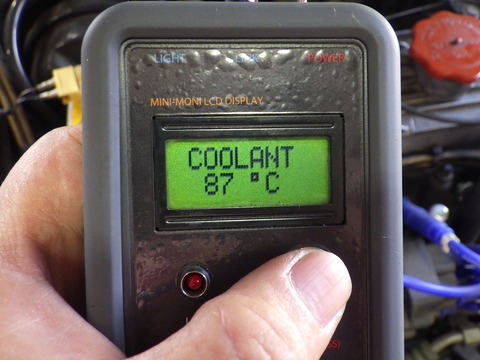 LIGHT
POWER
MINI-MONI LCD DISPLAY
COOLANT
87 °C